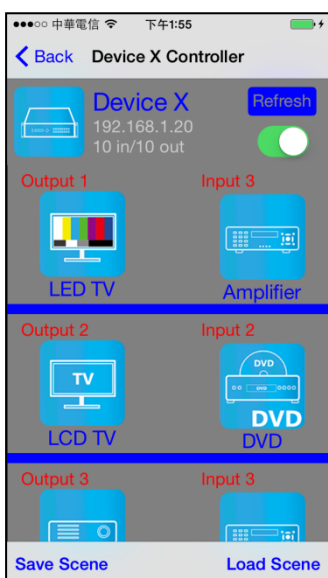 ●●●○○ 中華電信 下午1:55
Back Device X Controller
Device X Refresh
192.168.1.20
10 in/10 out
Output 1 Input 3
LED TV Amplifier
Output 2 Input 2
TV DVD
DVD
LCD TV DVD
Output 3 Input 3
Save Scene Load Scene